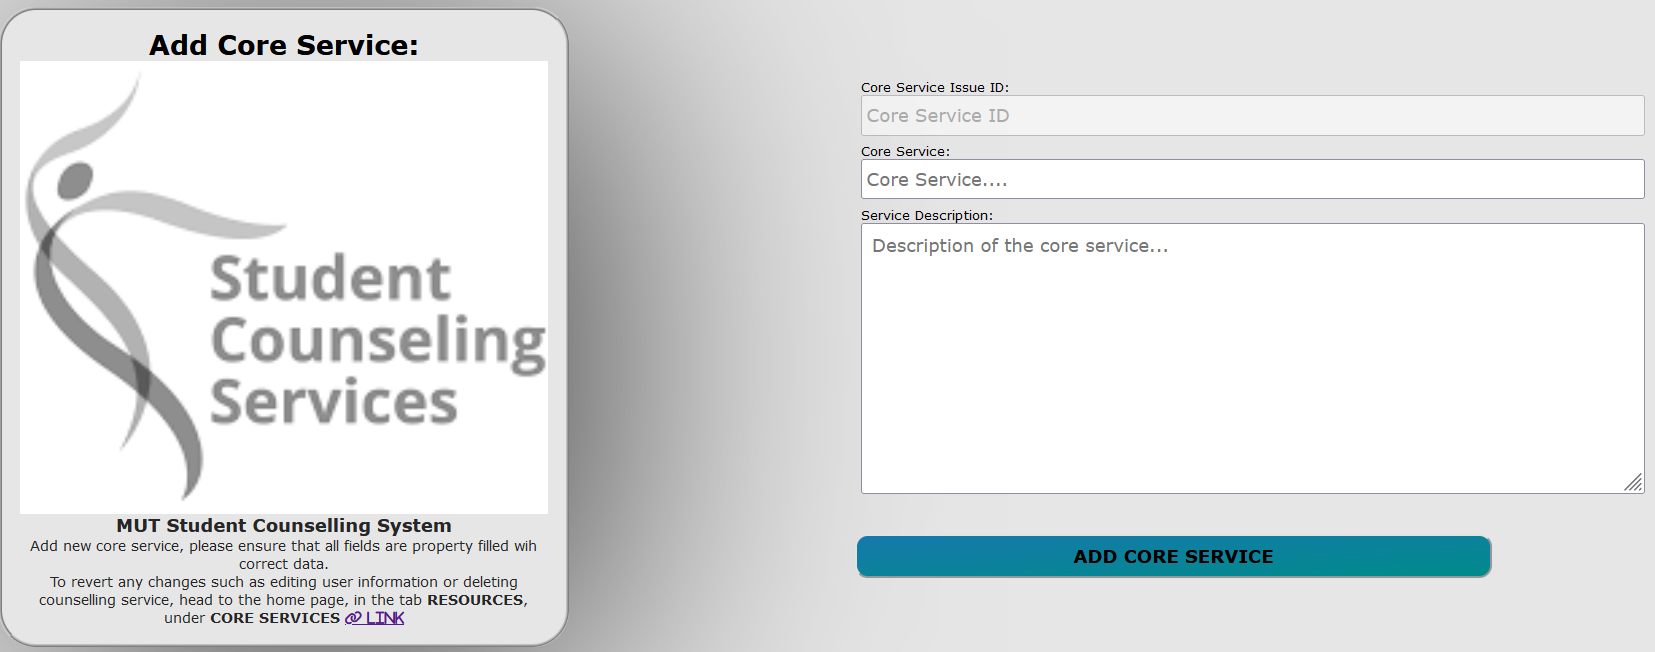 Add Core Service:
Student
Counseling
Services
MUT Student Counselling System
Add new core service, please ensure that all fields are property filled wih
correct data.
To revert any changes such as editing user information or deleting
counselling service, head to the home page, in the tab RESOURCES,
under CORE SERVICES LINK
Core Service Issue ID:
Core Service ID
Core Service:
Core Service....
Service Description:
Description of the core service...
ADD CORE SERVICE